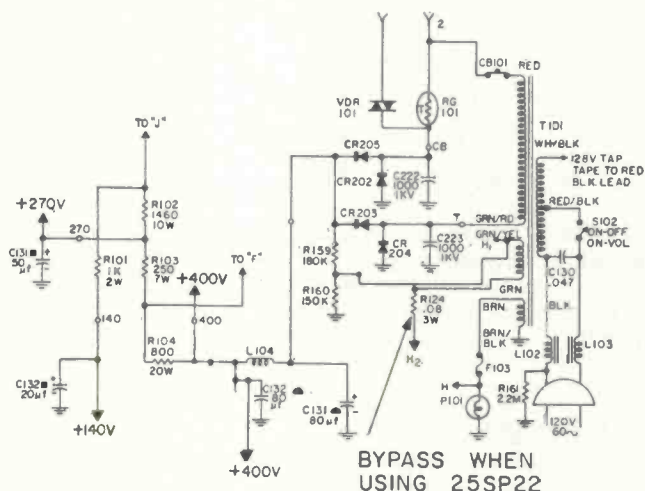 2
CB101
RED
VDR
101
RG
101
T101
TO "J"
WH/BLK
128V TAP
TAPE TO RED
BLK. LEAD
CR205
C8
CR202
C222
1000
1KV
RED/BLK
S102
ON-OFF
ON-VOL
+270V
R102
1460
10W
CR203
T
GRN/RD
GRN/YEL
H1
270
C131
50
µf
R101
1K
2W
R103
250
7W
TO "F"
R159
180K
CR
204
C223
1000
1KV
C130
.047
+400V
GRN
BLK
R160
150K
R124
.08
3W
BRN
140
400
R104
800
20W
L104
BRN/
BLK
L102
L103
H2
F103
C132
20µf
C132
80
µf
C131
80µf
H
P101
R161
2.2M
+140V
120V
60~
+400V
BYPASS WHEN
USING 25SP22